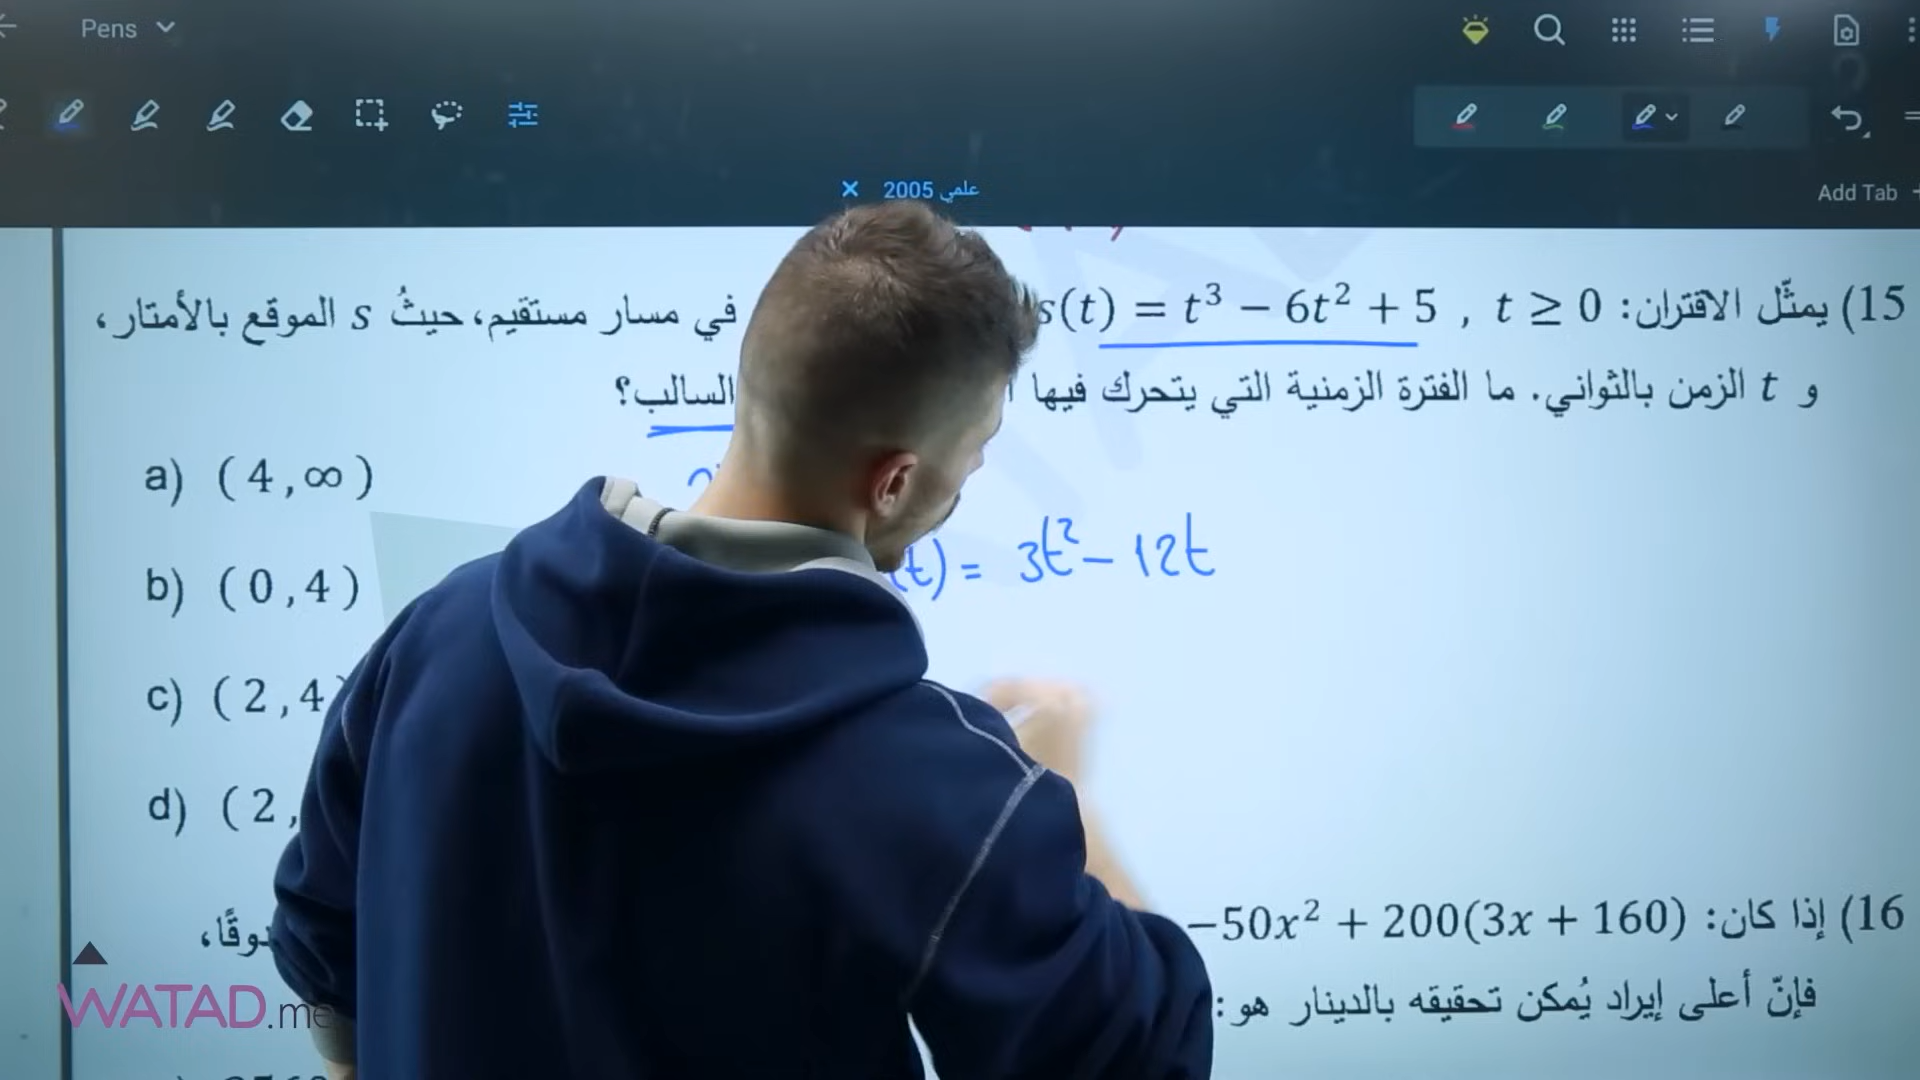 Pens
علمي 2005
Add Tab
15) يمثّل الاقتران: s(t) = t³ − 6t² + 5 , t ≥ 0 في مسار مستقيم، حيثُ s الموقع بالأمتار،
و t الزمن بالثواني. ما الفترة الزمنية التي يتحرك فيها السالب؟
a) (4,∞)
(t) = 3t² − 12t
b) (0,4)
c) (2,4
d) (2,
16) إذا كان: −50x² + 200(3x + 160)
فإنّ أعلى إيراد يُمكن تحقيقه بالدينار هو:
WATAD.me